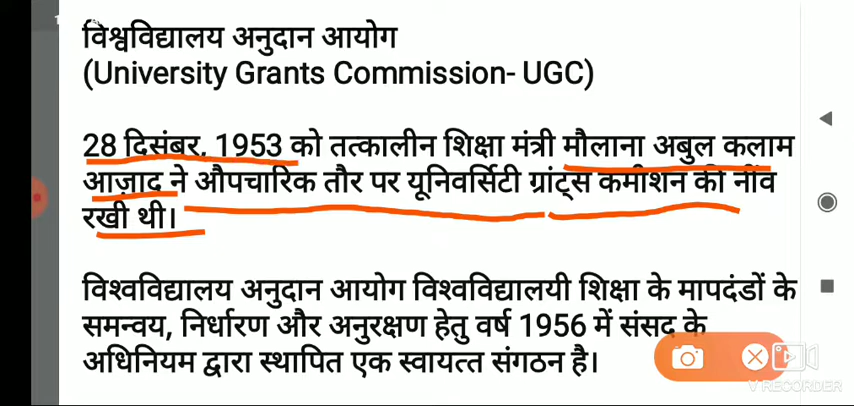 विश्वविद्यालय अनुदान आयोग
(University Grants Commission- UGC)
28 दिसंबर, 1953 को तत्कालीन शिक्षा मंत्री मौलाना अबुल कलाम
आज़ाद ने औपचारिक तौर पर यूनिवर्सिटी ग्रांट्स कमीशन की नींव
रखी थी।
विश्वविद्यालय अनुदान आयोग विश्वविद्यालयी शिक्षा के मापदंडों के
समन्वय, निर्धारण और अनुरक्षण हेतु वर्ष 1956 में संसद के
अधिनियम द्वारा स्थापित एक स्वायत्त संगठन है।
V RECORDER